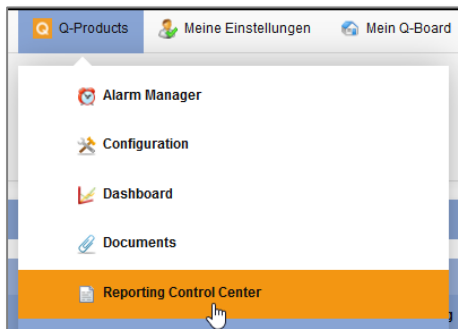 Q-Products Meine Einstellungen Mein Q-Board
Alarm Manager
Configuration
Dashboard
Documents
Reporting Control Center